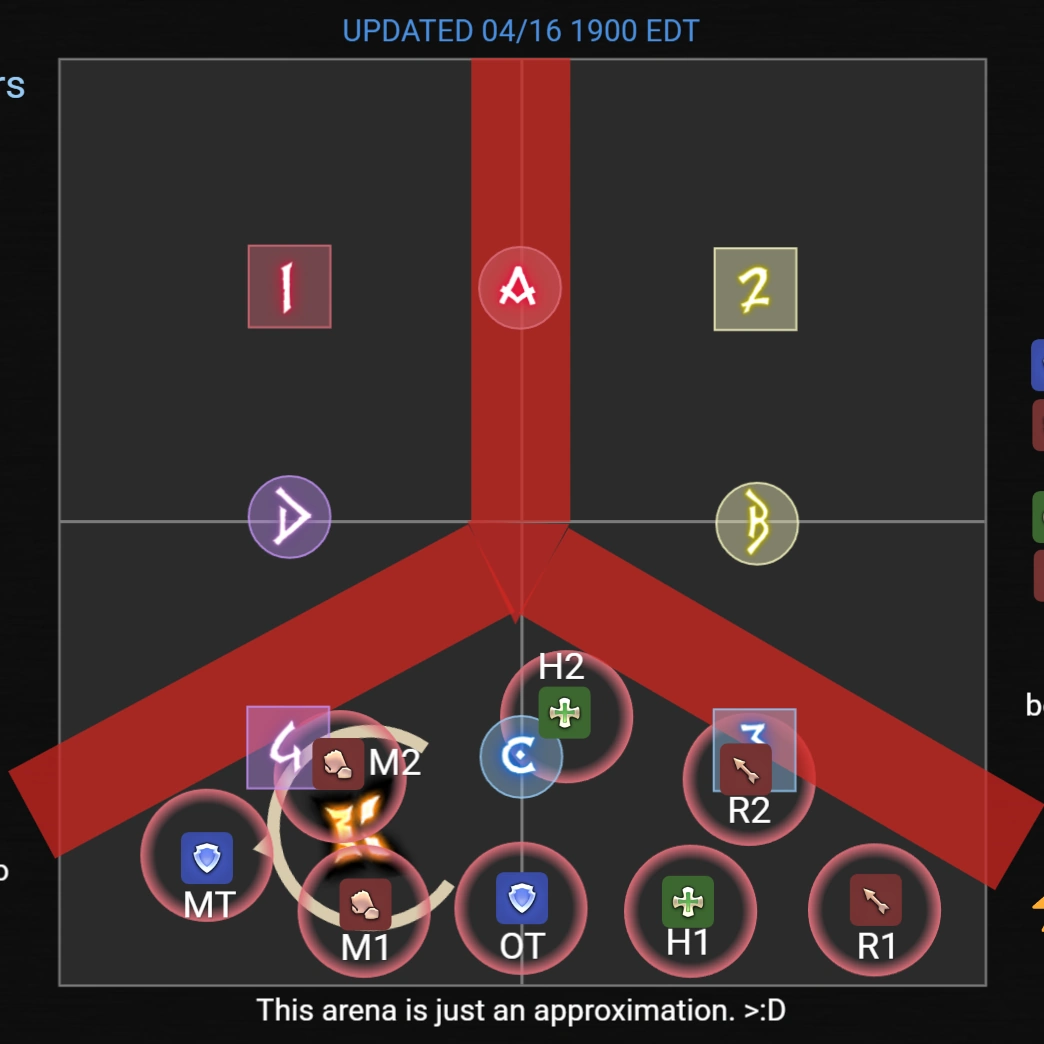 UPDATED 04/16 1900 EDT
rs
1
A
2
D
B
H2
4
M2
C
3
R2
MT
M1
OT
H1
R1
This arena is just an approximation. >:D